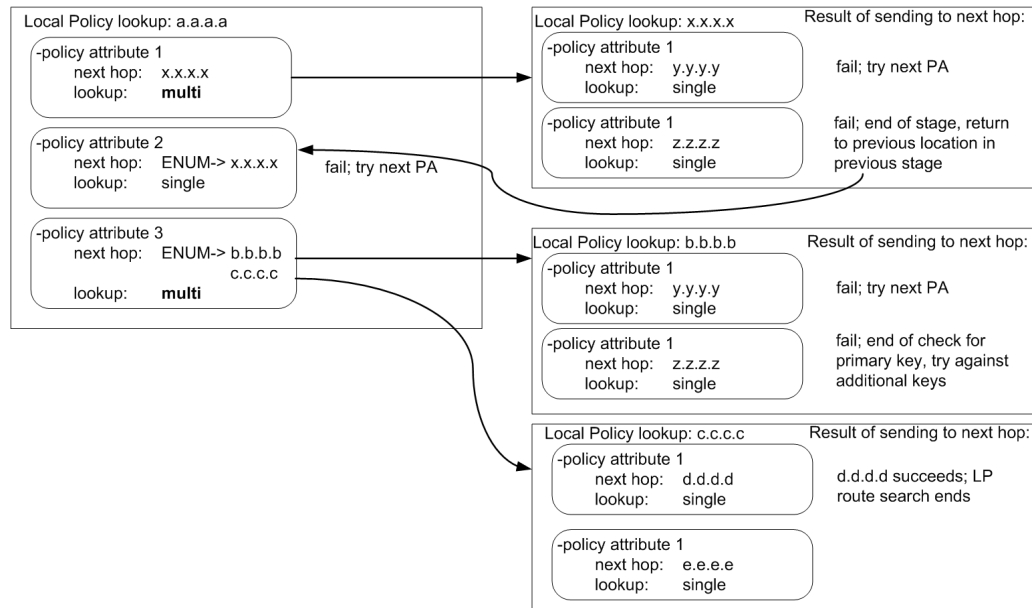 Local Policy lookup: a.a.a.a
-policy attribute 1
next hop: x.x.x.x
lookup: multi
-policy attribute 2
next hop: ENUM-> x.x.x.x
lookup: single
-policy attribute 3
next hop: ENUM-> b.b.b.b
c.c.c.c
lookup: multi
fail; try next PA
Local Policy lookup: x.x.x.x
Result of sending to next hop:
-policy attribute 1
next hop: y.y.y.y
lookup: single
fail; try next PA
-policy attribute 1
next hop: z.z.z.z
lookup: single
fail; end of stage, return
to previous location in
previous stage
Local Policy lookup: b.b.b.b
Result of sending to next hop:
-policy attribute 1
next hop: y.y.y.y
lookup: single
fail; try next PA
-policy attribute 1
next hop: z.z.z.z
lookup: single
fail; end of check for
primary key, try against
additional keys
Local Policy lookup: c.c.c.c
Result of sending to next hop:
-policy attribute 1
next hop: d.d.d.d
lookup: single
d.d.d.d succeeds; LP
route search ends
-policy attribute 1
next hop: e.e.e.e
lookup: single